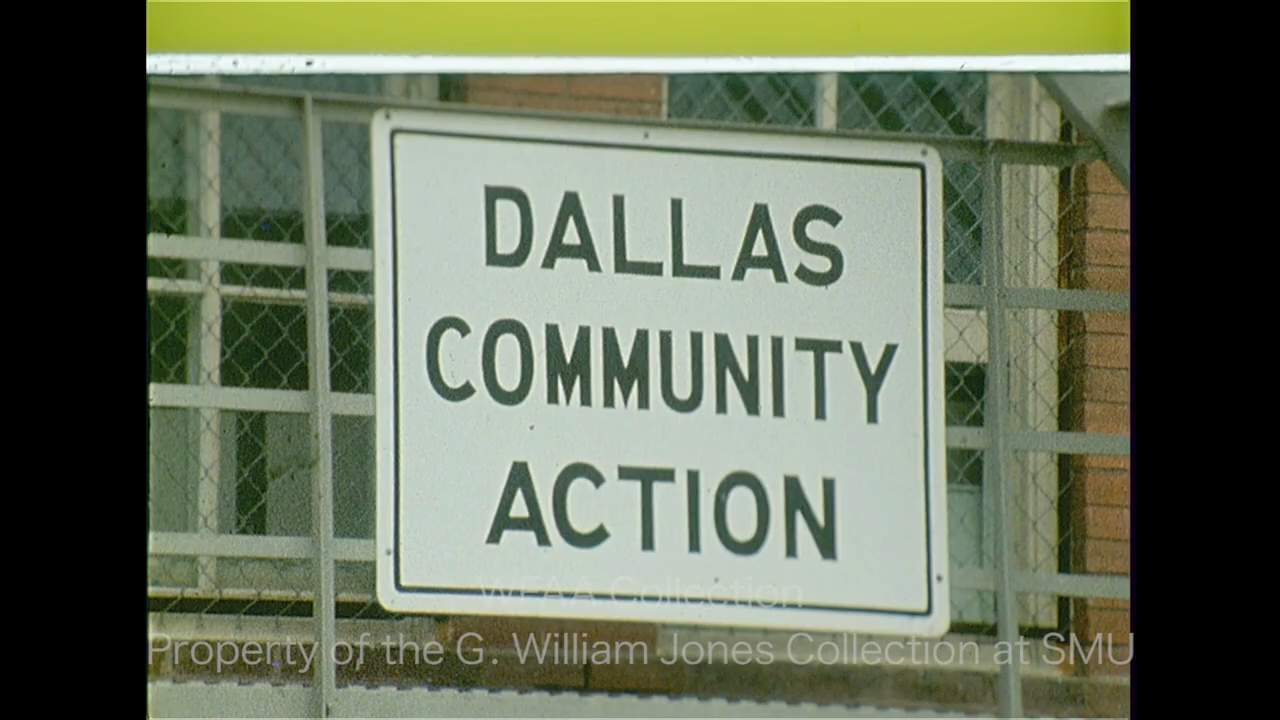 DALLAS
COMMUNITY
ACTION
WFAA Collection
Property of the G. William Jones Collection at SMU